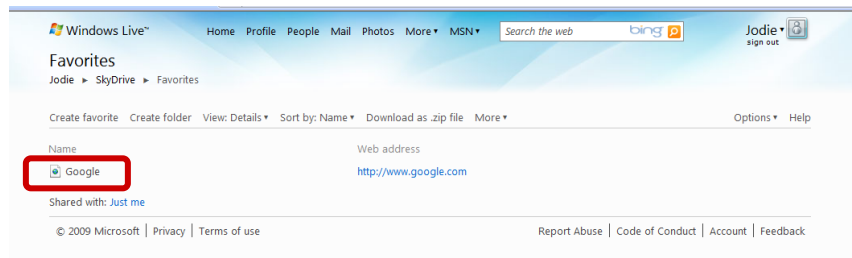 Windows Live™ Home Profile People Mail Photos More MSN Search the web bing Jodie
sign out
Favorites
Jodie ► SkyDrive ► Favorites
Create favorite Create folder View: Details Sort by: Name Download as .zip file More Options Help
Name Web address
Google http://www.google.com
Shared with: Just me
© 2009 Microsoft | Privacy | Terms of use Report Abuse | Code of Conduct | Account | Feedback